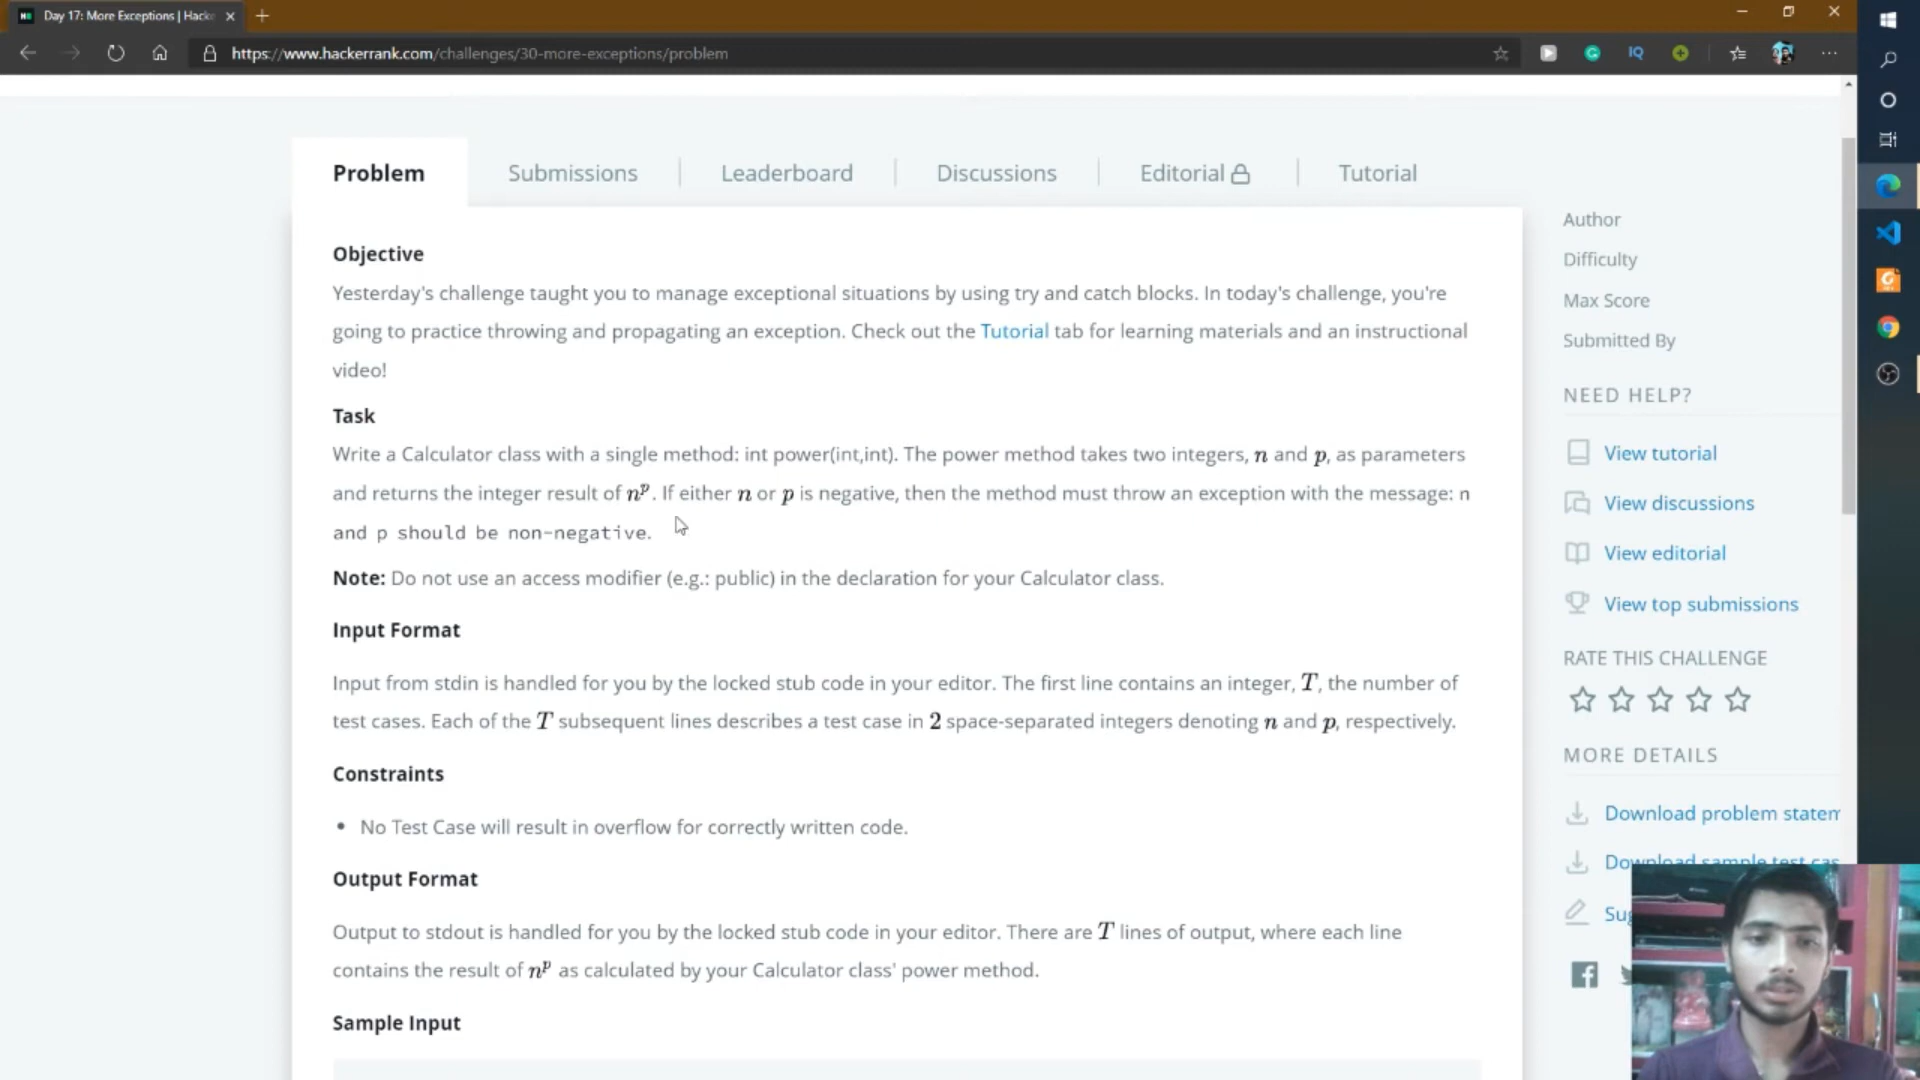 Day 17: More Exceptions | Hack
https://www.hackerrank.com/challenges/30-more-exceptions/problem
IQ
Problem
Submissions
Leaderboard
Discussions
Editorial
Tutorial
Objective
Yesterday's challenge taught you to manage exceptional situations by using try and catch blocks. In today's challenge, you're
going to practice throwing and propagating an exception. Check out the Tutorial tab for learning materials and an instructional
video!
Task
Write a Calculator class with a single method: int power(int,int). The power method takes two integers, n and p, as parameters
and returns the integer result of nᵖ. If either n or p is negative, then the method must throw an exception with the message: n
and p should be non-negative.
Note: Do not use an access modifier (e.g.: public) in the declaration for your Calculator class.
Input Format
Input from stdin is handled for you by the locked stub code in your editor. The first line contains an integer, T, the number of
test cases. Each of the T subsequent lines describes a test case in 2 space-separated integers denoting n and p, respectively.
Constraints
• No Test Case will result in overflow for correctly written code.
Output Format
Output to stdout is handled for you by the locked stub code in your editor. There are T lines of output, where each line
contains the result of nᵖ as calculated by your Calculator class' power method.
Sample Input
Author
Difficulty
Max Score
Submitted By
NEED HELP?
View tutorial
View discussions
View editorial
View top submissions
RATE THIS CHALLENGE
MORE DETAILS
Download problem statem
Download sample test cas
Sug